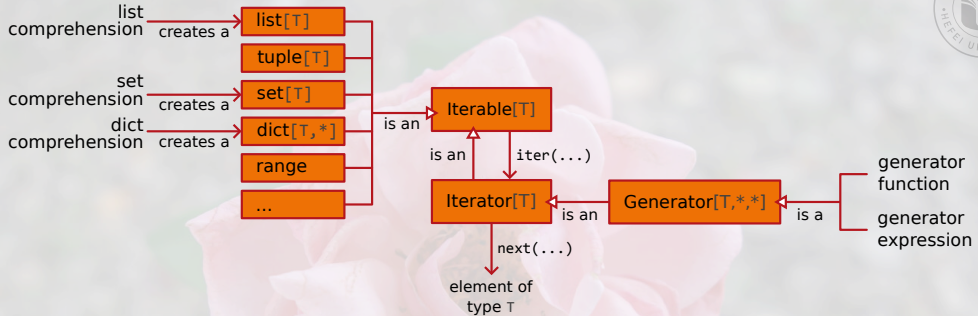 list
comprehension
creates a
list[T]
tuple[T]
set
comprehension
creates a
set[T]
dict
comprehension
creates a
dict[T,*]
range
...
is an
Iterable[T]
is an
iter(...)
Iterator[T]
is an
Generator[T,*,*]
is a
generator
function
generator
expression
next(...)
element of
type T
HEFEI U